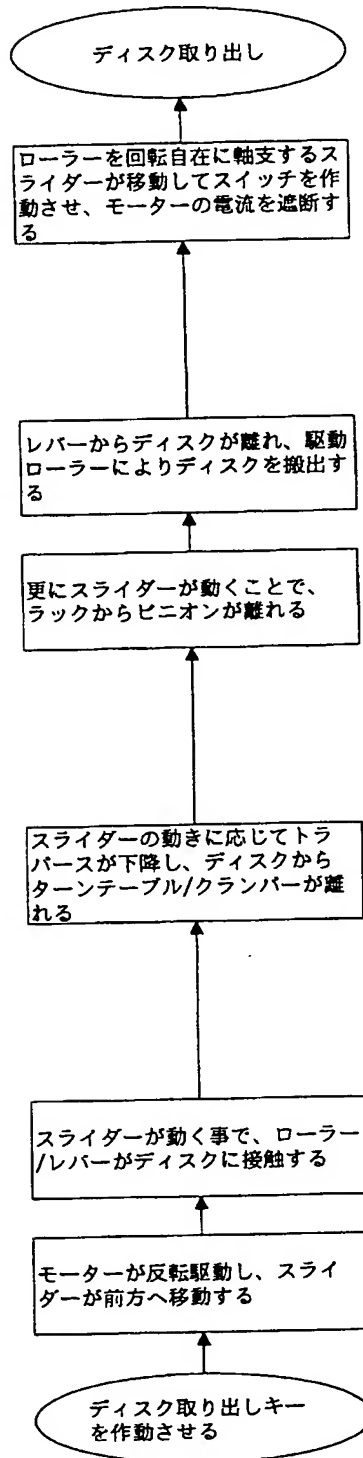 ディスク取り出し
ローラーを回転自在に軸支するス
ライダーが移動してスイッチを作
動させ、モーターの電流を遮断す
る
レバーからディスクが離れ、駆動
ローラーによりディスクを搬出す
る
更にスライダーが動くことで、
ラックからピニオンが離れる
スライダーの動きに応じてトラ
バースが下降し、ディスクから
ターンテーブル/クランパーが離
れる
スライダーが動く事で、ローラー
/レバーがディスクに接触する
モーターが反転駆動し、スライ
ダーが前方へ移動する
ディスク取り出しキー
を作動させる